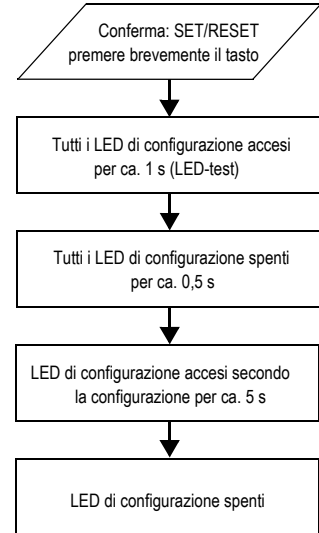 Conferma: SET/RESET
premere brevemente il tasto
Tutti i LED di configurazione accesi
per ca. 1 s (LED-test)
Tutti i LED di configurazione spenti
per ca. 0,5 s
LED di configurazione accesi secondo
la configurazione per ca. 5 s
LED di configurazione spenti